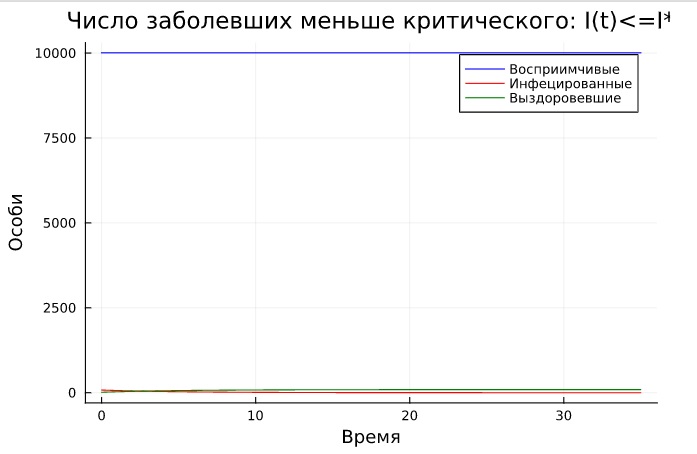 Число заболевших меньше критического: I(t)<=I*
10000
7500
5000
2500
0
Особи
Восприимчивые
Инфецированные
Выздоровевшие
0 10 20 30
Время